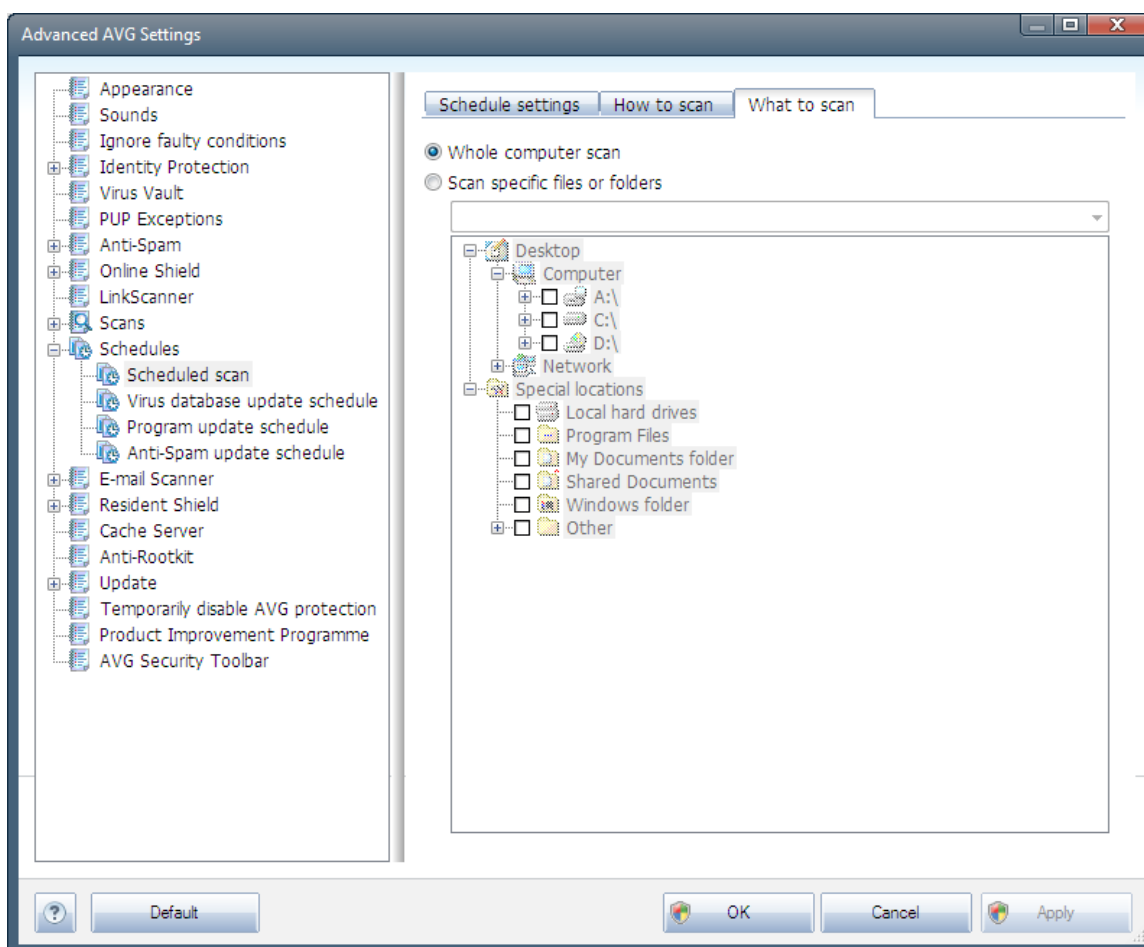 Advanced AVG Settings
Appearance
Sounds
Ignore faulty conditions
Identity Protection
Virus Vault
PUP Exceptions
Anti-Spam
Online Shield
LinkScanner
Scans
Schedules
Scheduled scan
Virus database update schedule
Program update schedule
Anti-Spam update schedule
E-mail Scanner
Resident Shield
Cache Server
Anti-Rootkit
Update
Temporarily disable AVG protection
Product Improvement Programme
AVG Security Toolbar
Schedule settings How to scan What to scan
Whole computer scan
Scan specific files or folders
Desktop
Computer
A:\
C:\
D:\
Network
Special locations
Local hard drives
Program Files
My Documents folder
Shared Documents
Windows folder
Other
? Default OK Cancel Apply